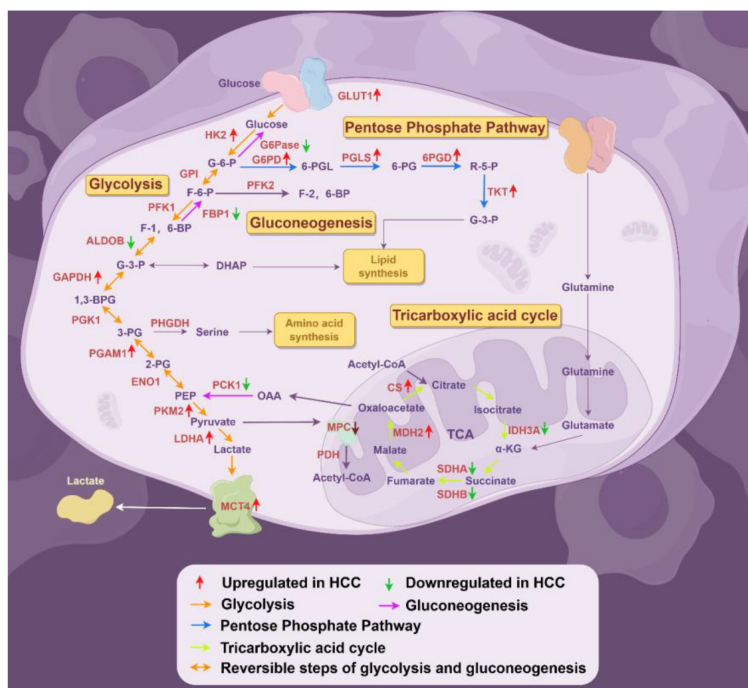 Glucose
GLUT1
Glucose
HK2
Pentose Phosphate Pathway
G6Pase
G-6-P
G6PD
6-PGL
PGLS
6-PG
6PGD
R-5-P
Glycolysis
GPI
F-6-P
PFK2
F-2, 6-BP
TKT
PFK1
FBP1
Gluconeogenesis
G-3-P
F-1, 6-BP
ALDOB
G-3-P
DHAP
Lipid
synthesis
GAPDH
Glutamine
1,3-BPG
PGK1
3-PG
PHGDH
Serine
Amino acid
synthesis
Tricarboxylic acid cycle
PGAM1
2-PG
ENO1
Acetyl-CoA
Glutamine
PEP
PCK1
OAA
CS
Citrate
PKM2
Oxaloacetate
Isocitrate
Pyruvate
MPC
MDH2
TCA
IDH3A
Glutamate
LDHA
Lactate
PDH
Malate
α-KG
SDHA
Acetyl-CoA
Fumarate
Succinate
SDHB
Lactate
MCT4
Upregulated in HCC
Downregulated in HCC
Glycolysis
Gluconeogenesis
Pentose Phosphate Pathway
Tricarboxylic acid cycle
Reversible steps of glycolysis and gluconeogenesis